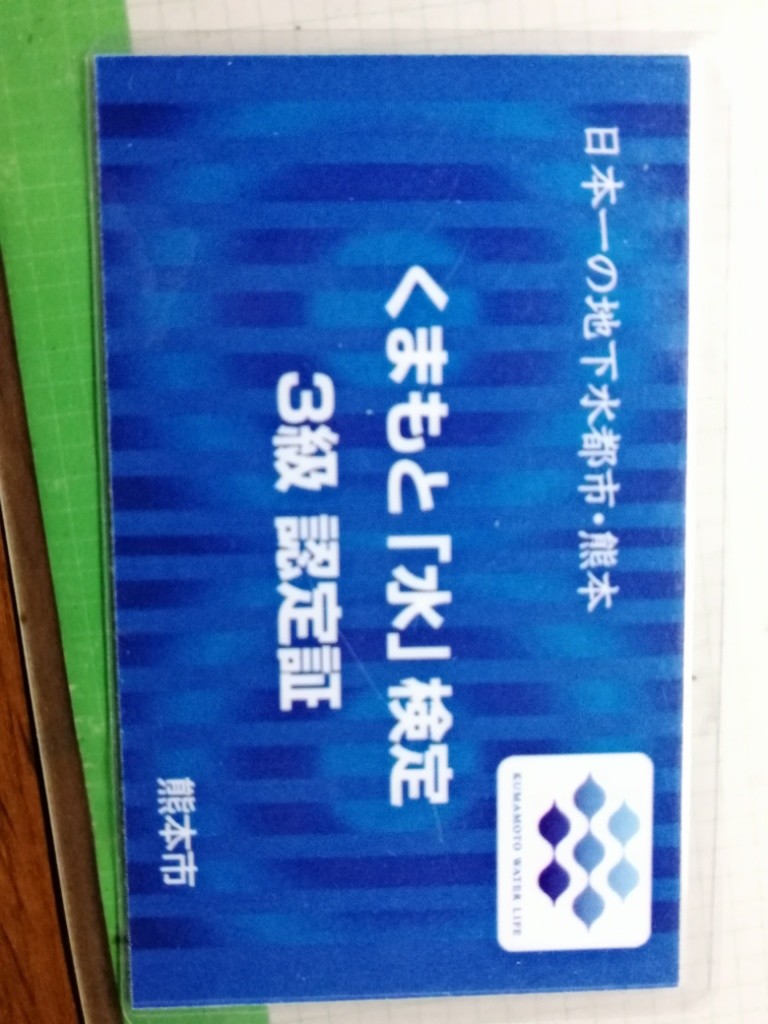 日本一の地下水都市・熊本
くまもと「水」検定
3級 認定証
KUMAMOTO WATER LIFE
熊本市